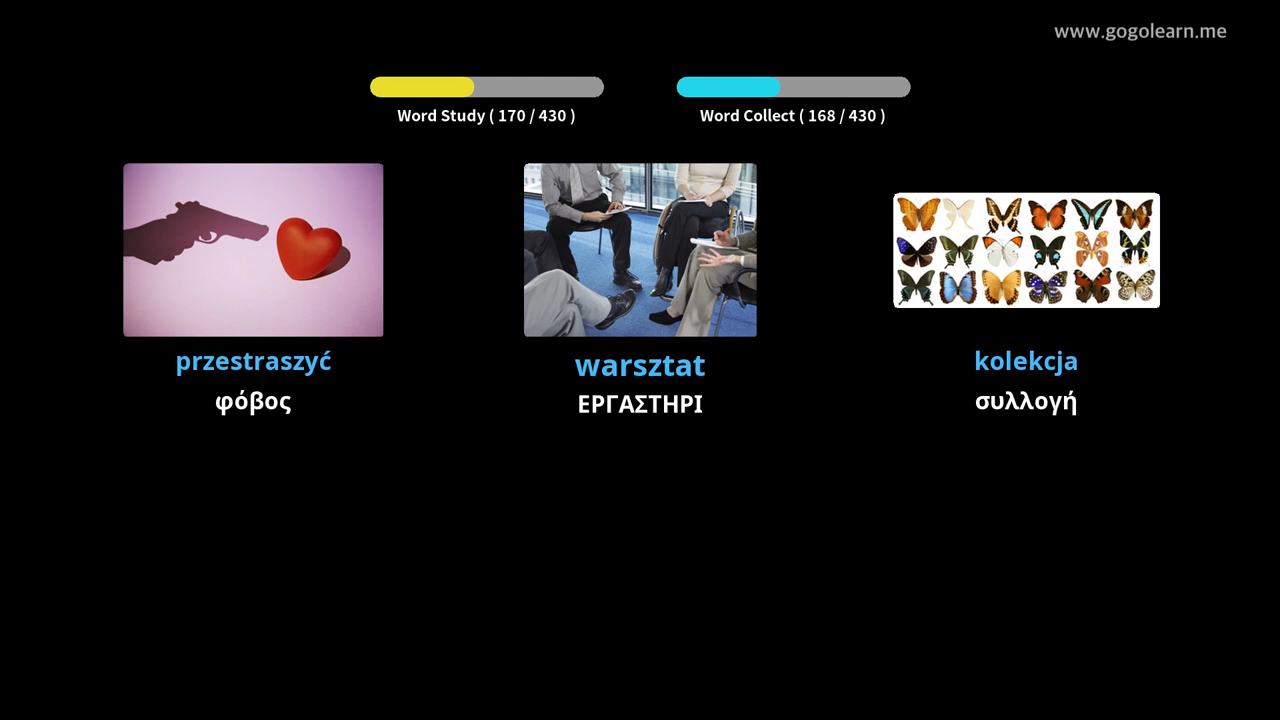 www.gogolearn.me
Word Study ( 170 / 430 )
Word Collect ( 168 / 430 )
przestraszyć
warsztat
kolekcja
φόβος
ΕΡΓΑΣΤΗΡΙ
συλλογή